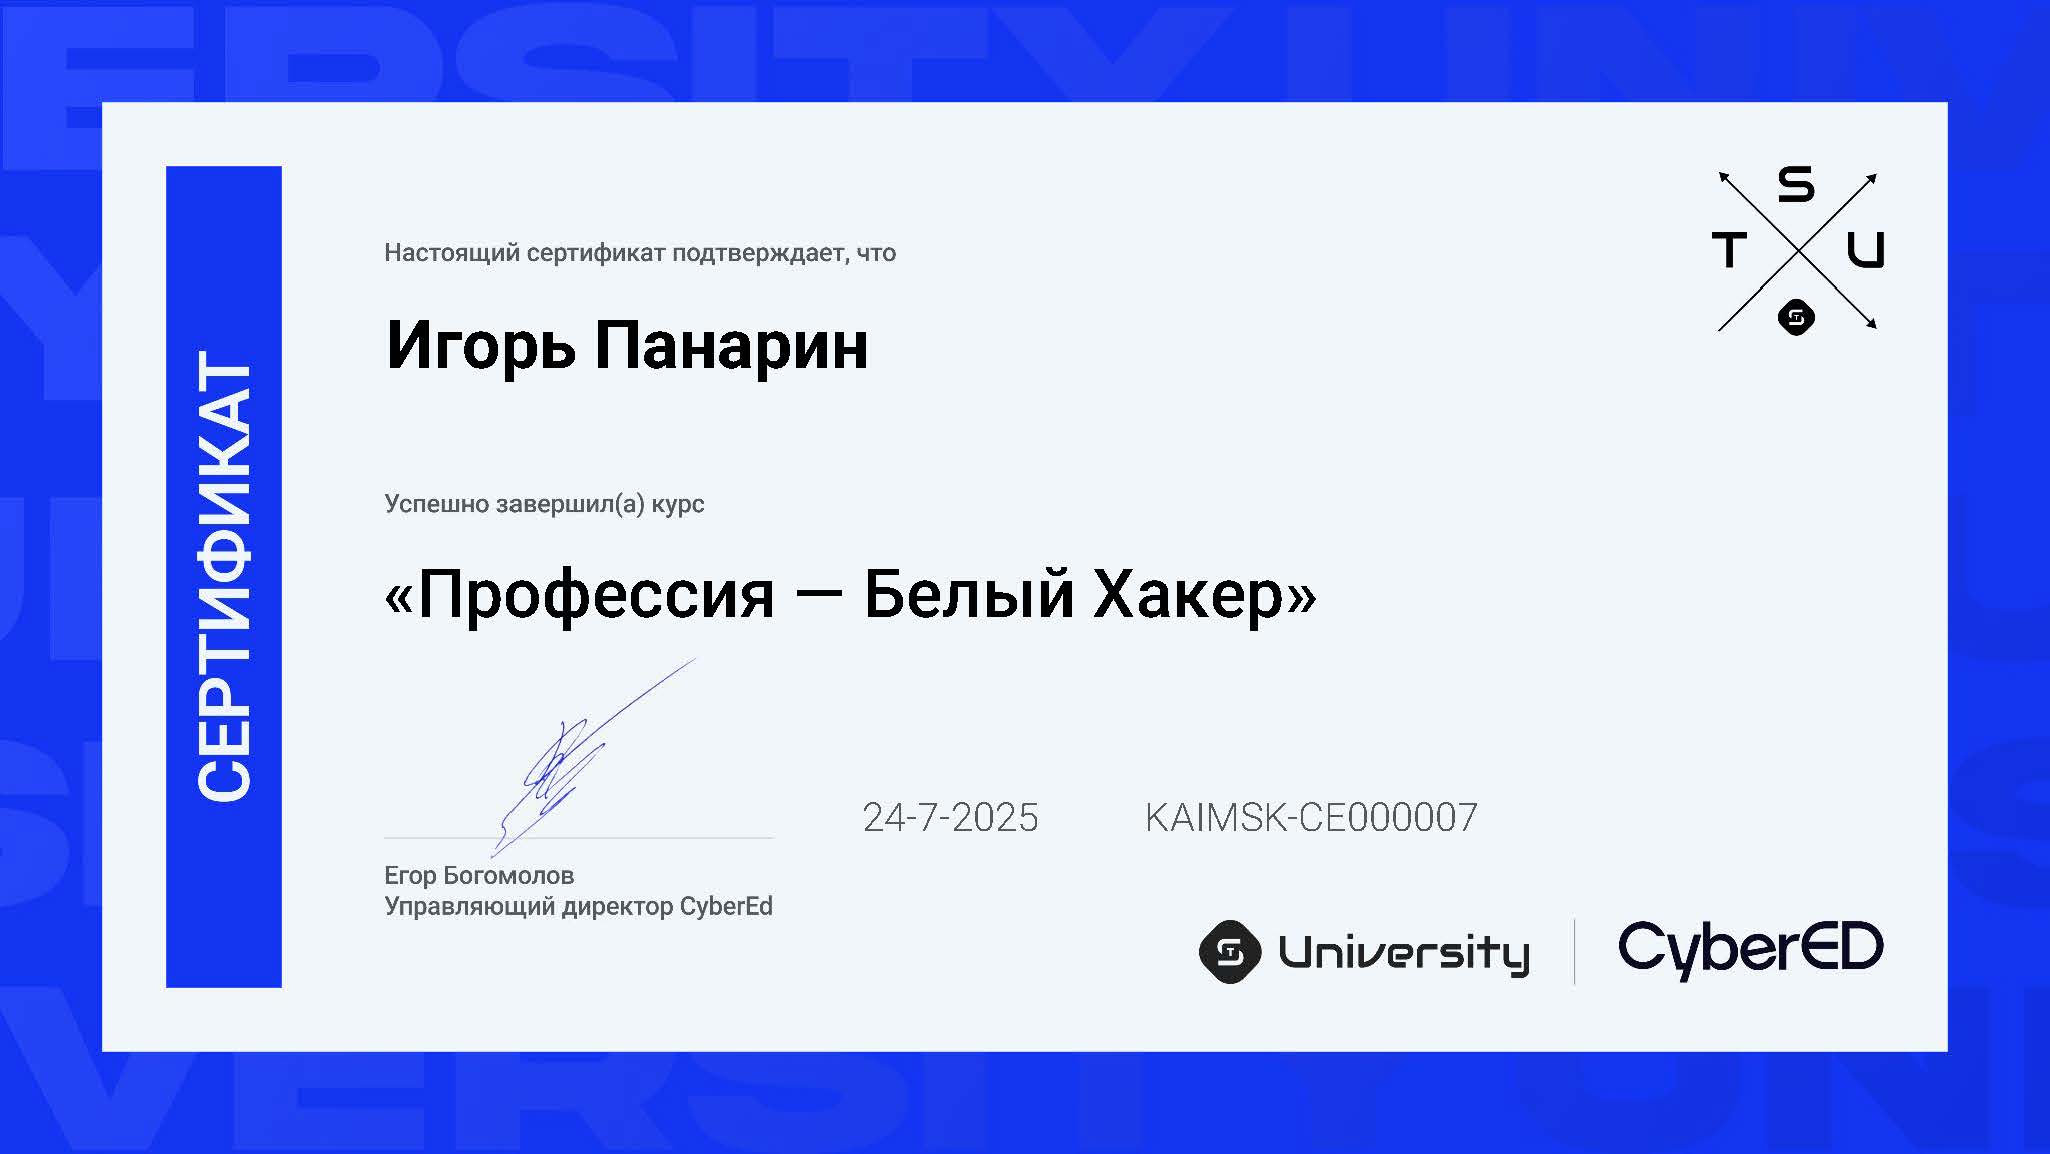 СЕРТИФИКАТ
Настоящий сертификат подтверждает, что
Игорь Панарин
Успешно завершил(а) курс
«Профессия — Белый Хакер»
24-7-2025
KAIMSK-CE000007
Егор Богомолов
Управляющий директор CyberEd
S
T U
ST University
CyberED